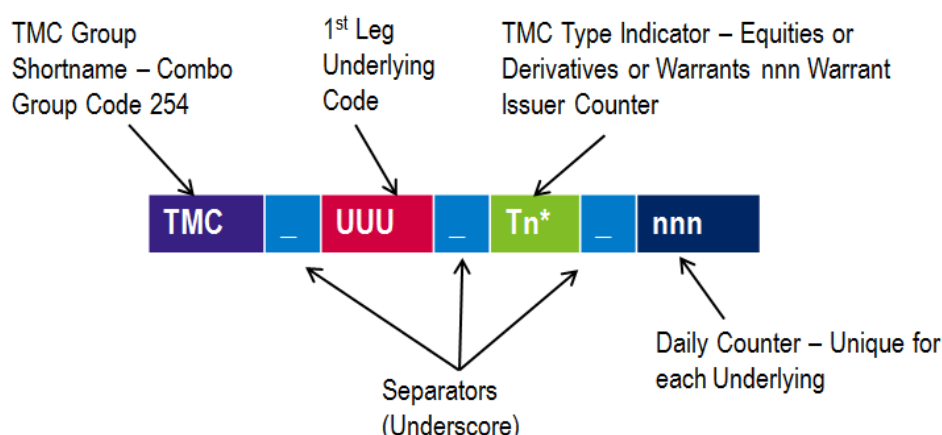 TMC Group
Shortname – Combo
Group Code 254
1st Leg
Underlying
Code
TMC Type Indicator – Equities or
Derivatives or Warrants nnn Warrant
Issuer Counter
TMC _ UUU _ Tn* _ nnn
Separators
(Underscore)
Daily Counter – Unique for
each Underlying